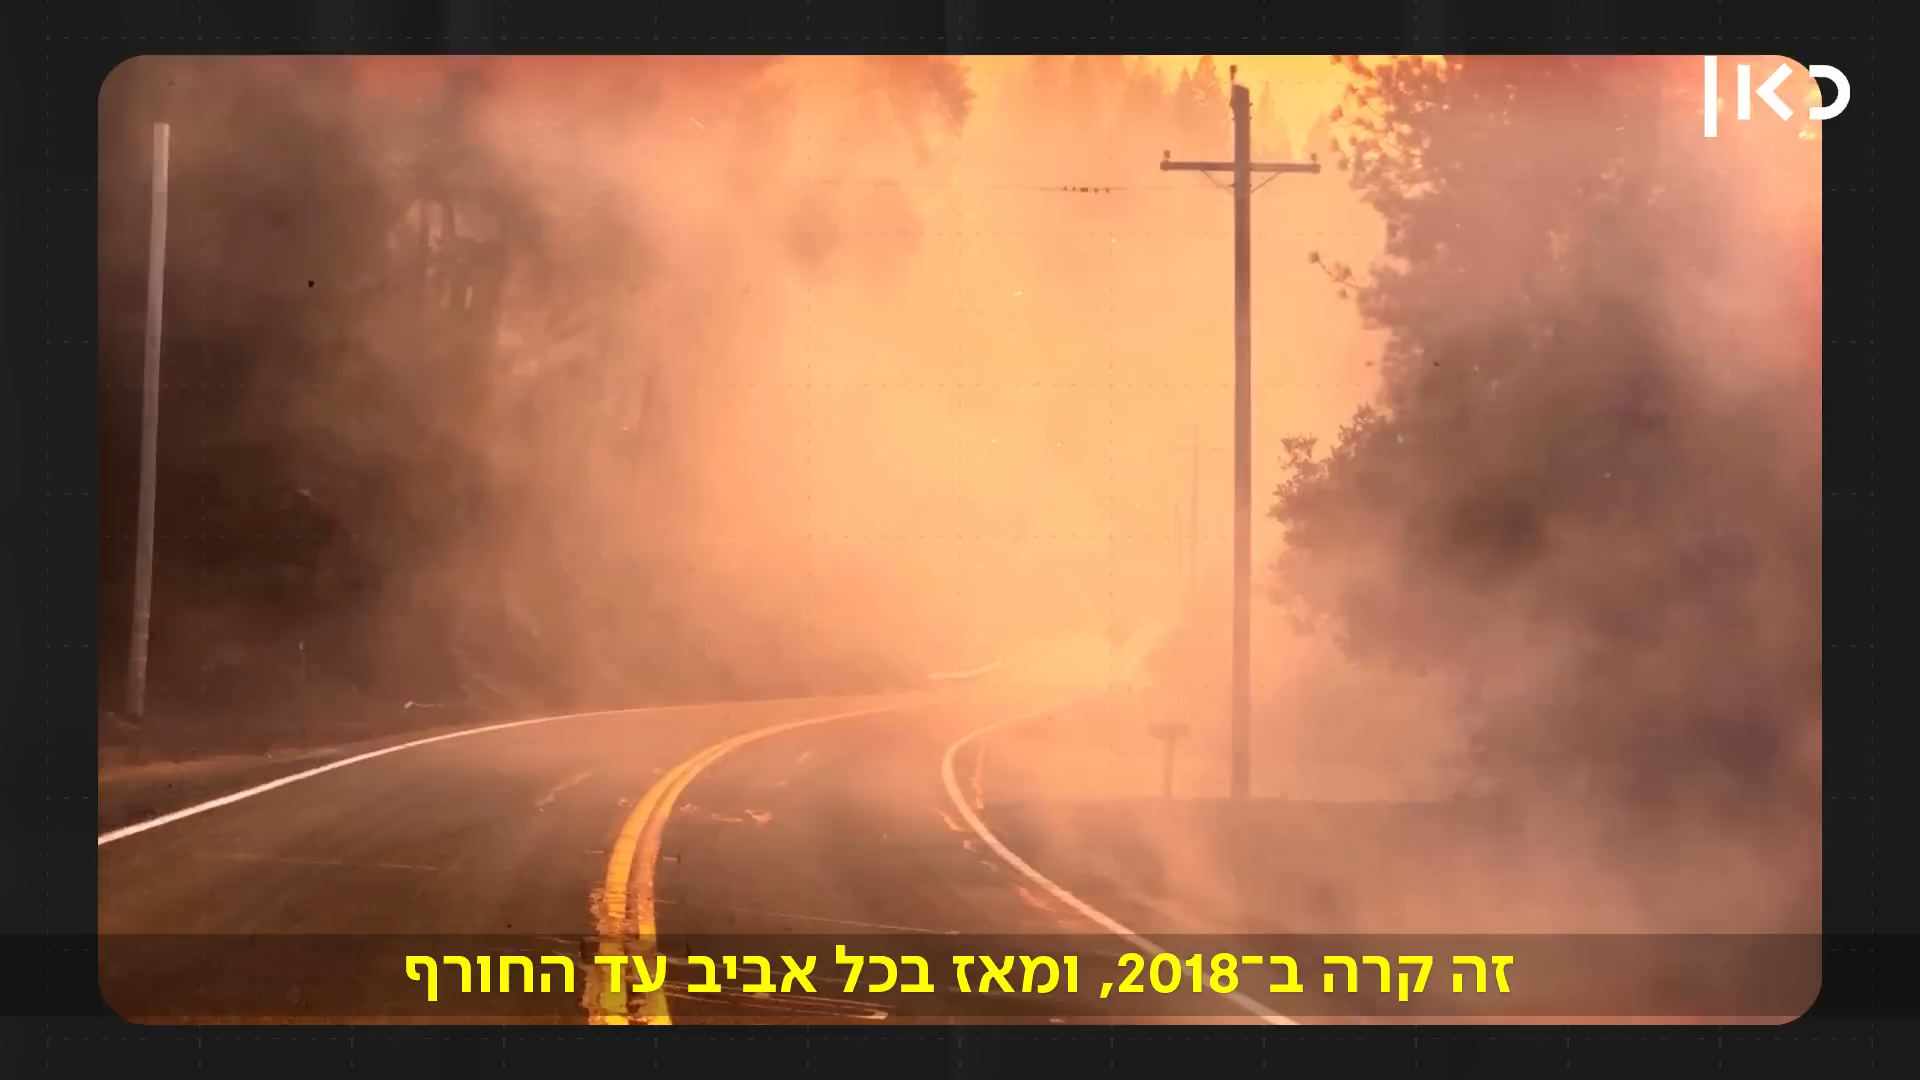 כאן
זה קרה ב־2018, ומאז בכל אביב עד החורף